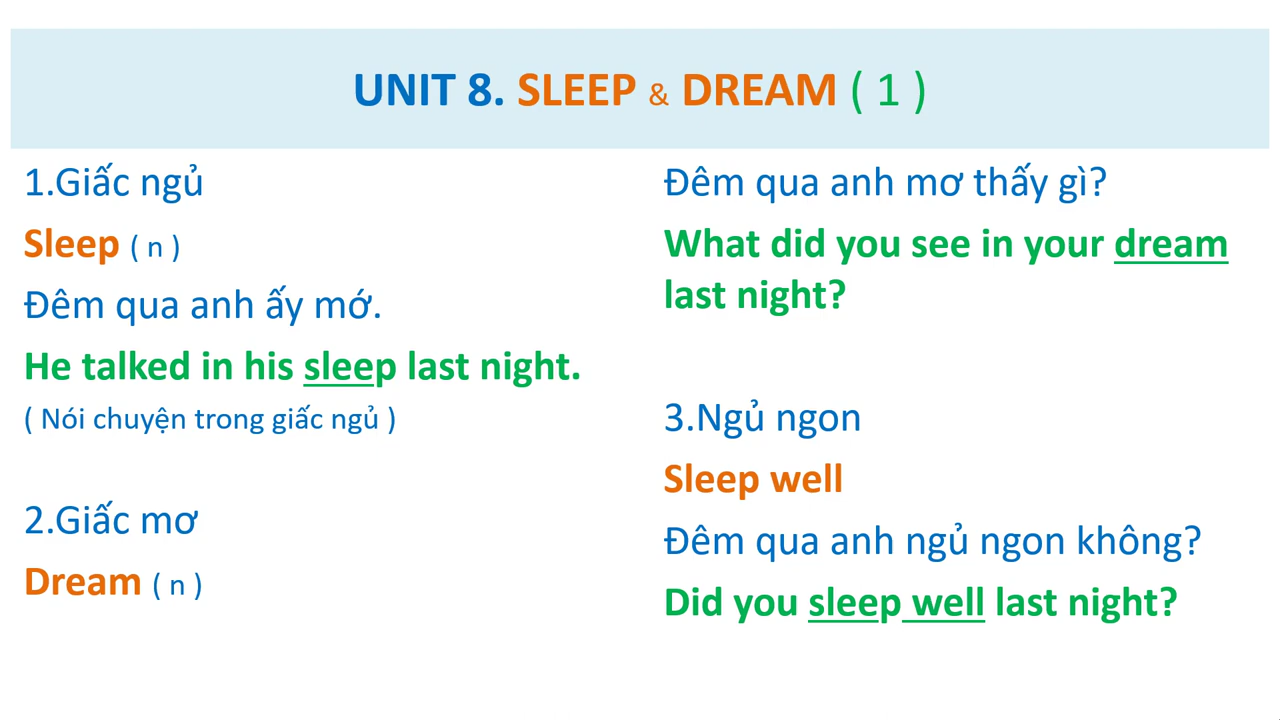 UNIT 8. SLEEP & DREAM ( 1 )
1.Giấc ngủ
Sleep ( n )
Đêm qua anh ấy mớ.
He talked in his sleep last night.
( Nói chuyện trong giấc ngủ )
2.Giấc mơ
Dream ( n )
Đêm qua anh mơ thấy gì?
What did you see in your dream
last night?
3.Ngủ ngon
Sleep well
Đêm qua anh ngủ ngon không?
Did you sleep well last night?